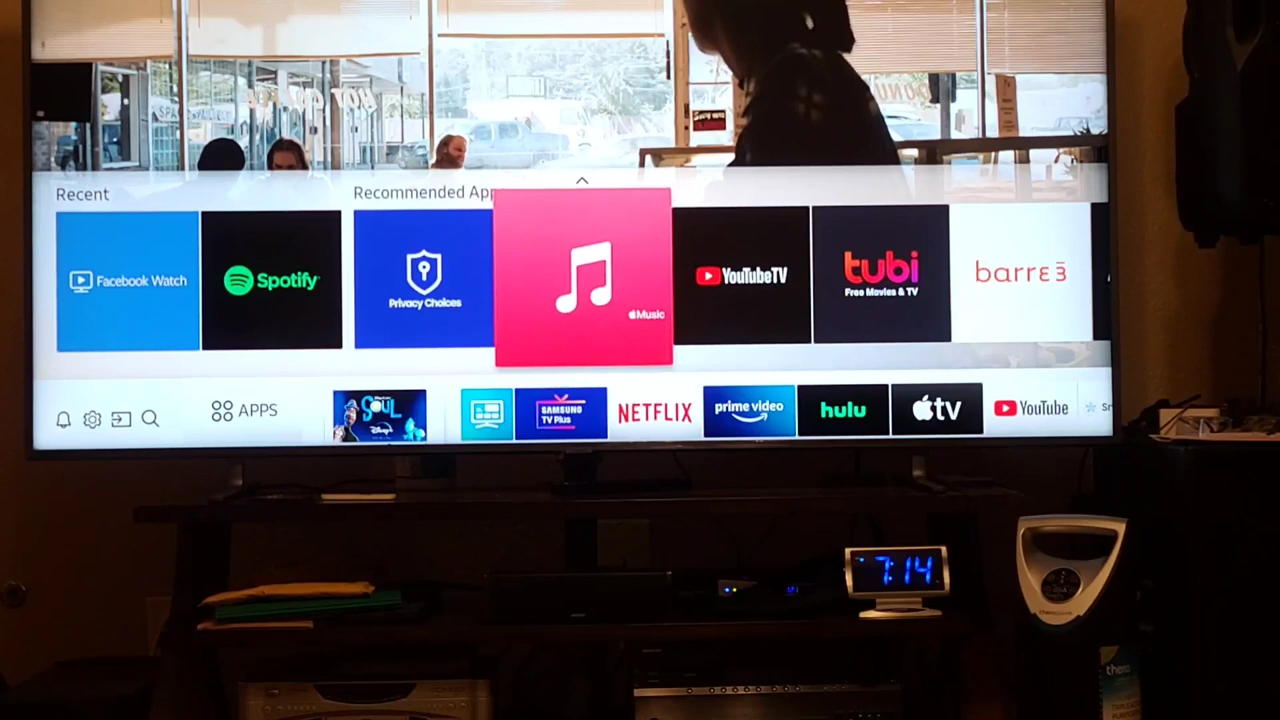 Recent
Recommended App
Facebook Watch
Spotify
Privacy Choices
Music
YouTubeTV
tubi
Free Movies & TV
barre3
APPS
SOUL
Disney+
SAMSUNG
TV Plus
NETFLIX
prime video
hulu
tv
YouTube
7:14